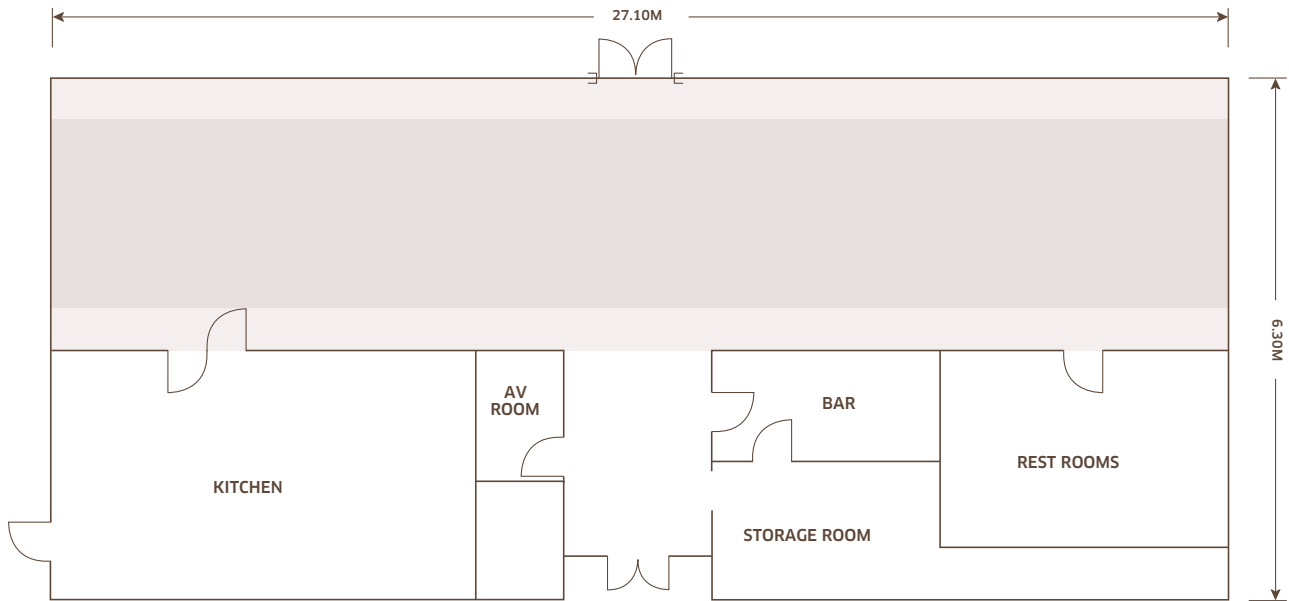 27.10M
6.30M
AV
ROOM
BAR
REST ROOMS
KITCHEN
STORAGE ROOM